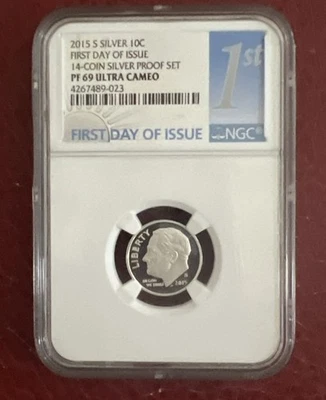 2015 S SILVER 10C
FIRST DAY OF ISSUE
14-COIN SILVER PROOF SET
PF 69 ULTRA CAMEO
4267489-023
1st
FIRST DAY OF ISSUE
NGC
LIBERTY
IN GOD
WE TRUST
S
2015